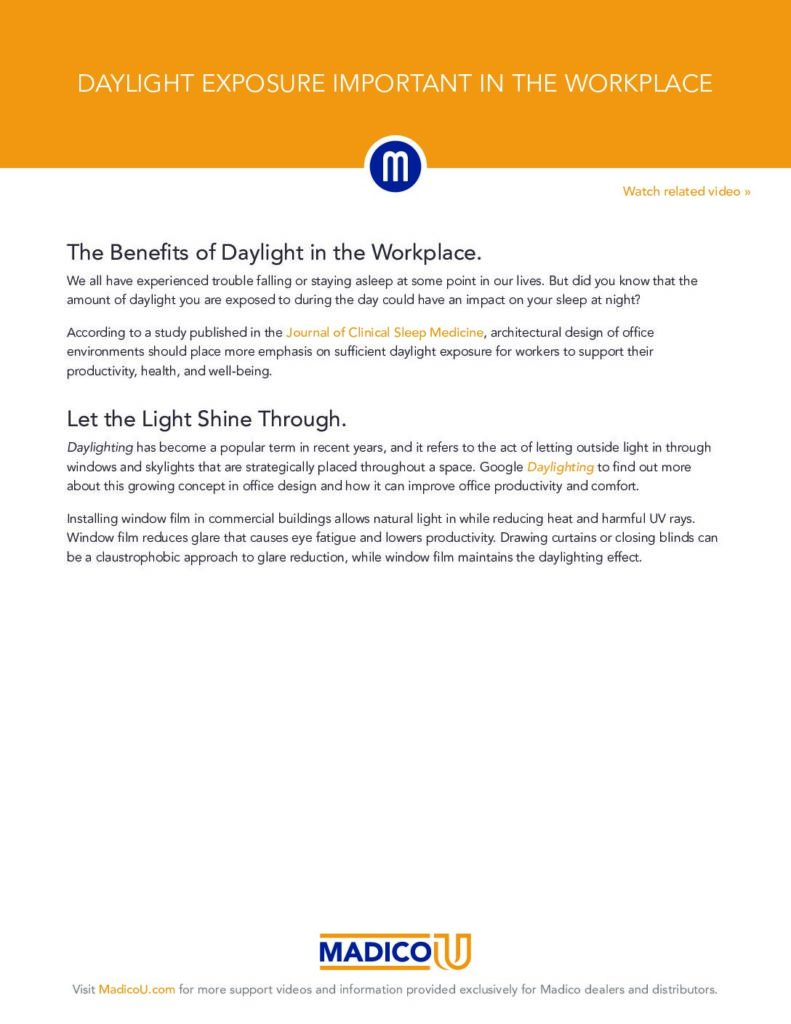 DAYLIGHT EXPOSURE IMPORTANT IN THE WORKPLACE
m
Watch related video »
The Benefits of Daylight in the Workplace.
We all have experienced trouble falling or staying asleep at some point in our lives. But did you know that the
amount of daylight you are exposed to during the day could have an impact on your sleep at night?
According to a study published in the Journal of Clinical Sleep Medicine, architectural design of office
environments should place more emphasis on sufficient daylight exposure for workers to support their
productivity, health, and well-being.
Let the Light Shine Through.
Daylighting has become a popular term in recent years, and it refers to the act of letting outside light in through
windows and skylights that are strategically placed throughout a space. Google Daylighting to find out more
about this growing concept in office design and how it can improve office productivity and comfort.
Installing window film in commercial buildings allows natural light in while reducing heat and harmful UV rays.
Window film reduces glare that causes eye fatigue and lowers productivity. Drawing curtains or closing blinds can
be a claustrophobic approach to glare reduction, while window film maintains the daylighting effect.
MADICO U
Visit MadicoU.com for more support videos and information provided exclusively for Madico dealers and distributors.